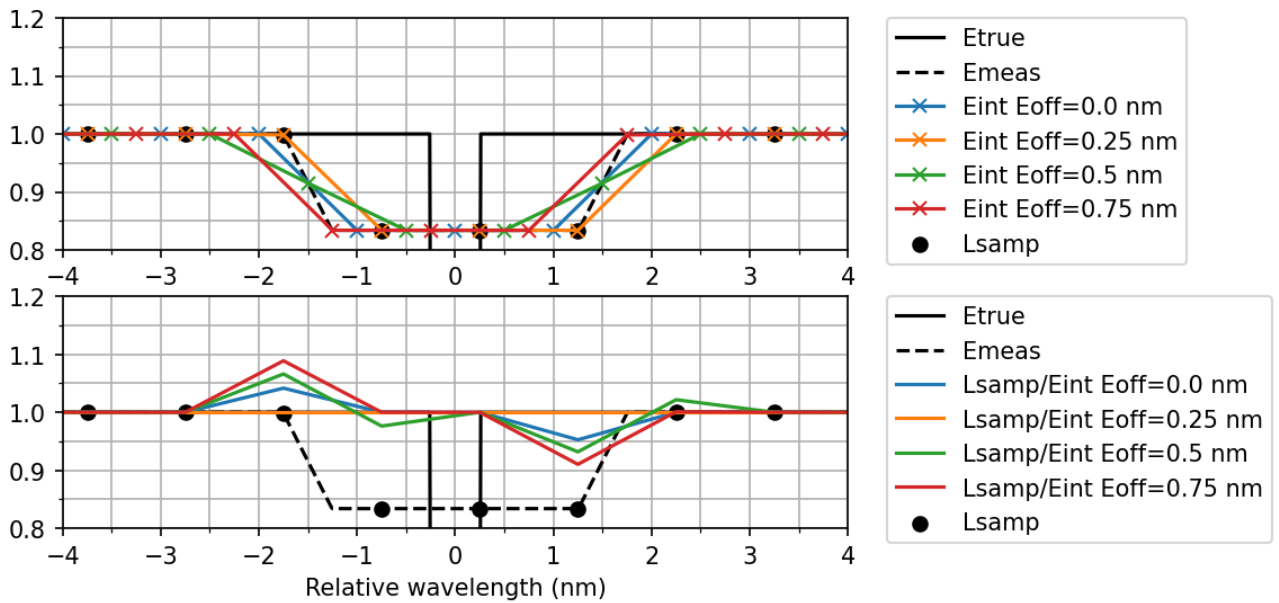 1.2
1.1
1.0
0.9
0.8
−4 −3 −2 −1 0 1 2 3 4
Etrue
Emeas
Eint Eoff=0.0 nm
Eint Eoff=0.25 nm
Eint Eoff=0.5 nm
Eint Eoff=0.75 nm
Lsamp
1.2
1.1
1.0
0.9
0.8
−4 −3 −2 −1 0 1 2 3 4
Relative wavelength (nm)
Etrue
Emeas
Lsamp/Eint Eoff=0.0 nm
Lsamp/Eint Eoff=0.25 nm
Lsamp/Eint Eoff=0.5 nm
Lsamp/Eint Eoff=0.75 nm
Lsamp